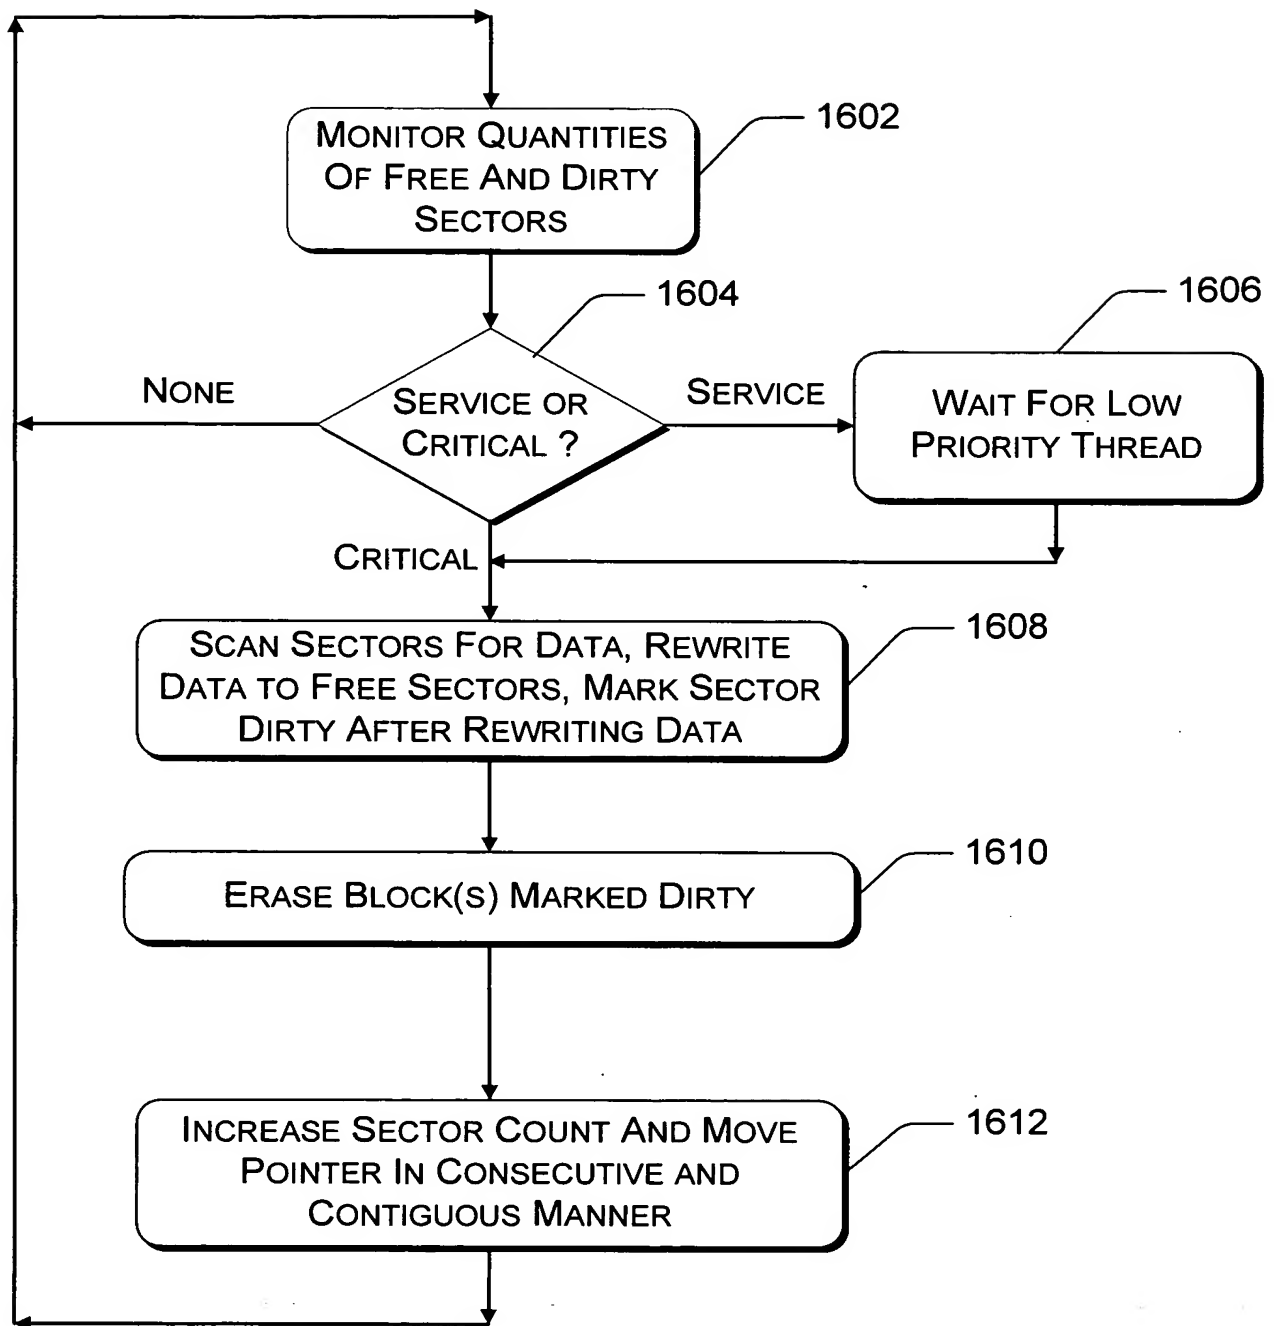 MONITOR QUANTITIES
OF FREE AND DIRTY
SECTORS
1602
1604
SERVICE OR
CRITICAL ?
NONE
SERVICE
1606
WAIT FOR LOW
PRIORITY THREAD
CRITICAL
SCAN SECTORS FOR DATA, REWRITE
DATA TO FREE SECTORS, MARK SECTOR
DIRTY AFTER REWRITING DATA
1608
ERASE BLOCK(S) MARKED DIRTY
1610
INCREASE SECTOR COUNT AND MOVE
POINTER IN CONSECUTIVE AND
CONTIGUOUS MANNER
1612